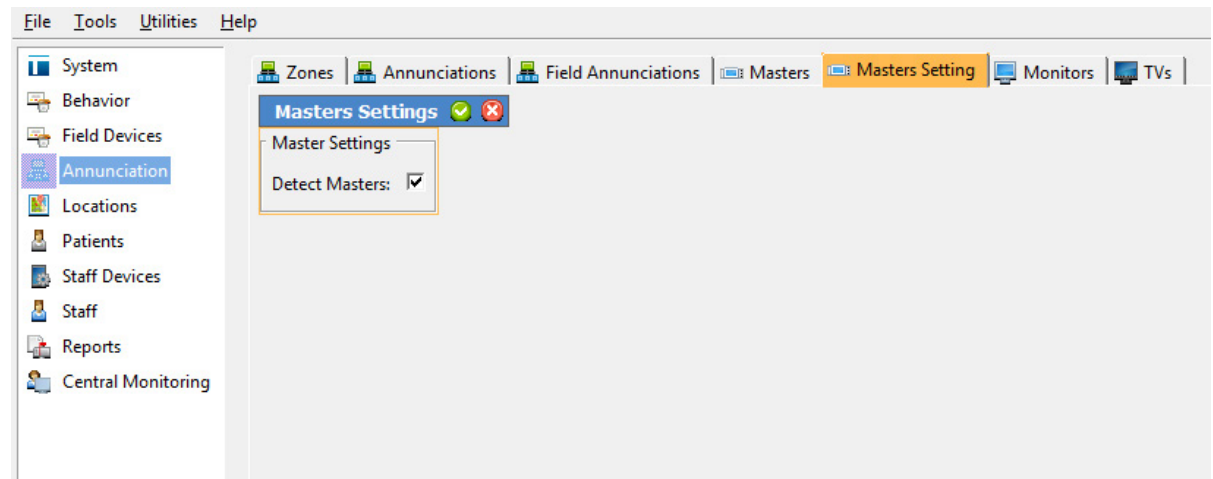 File Tools Utilities Help
System
Behavior
Field Devices
Annunciation
Locations
Patients
Staff Devices
Staff
Reports
Central Monitoring
Zones Annunciations Field Annunciations Masters Masters Setting Monitors TVs
Masters Settings
Master Settings
Detect Masters: